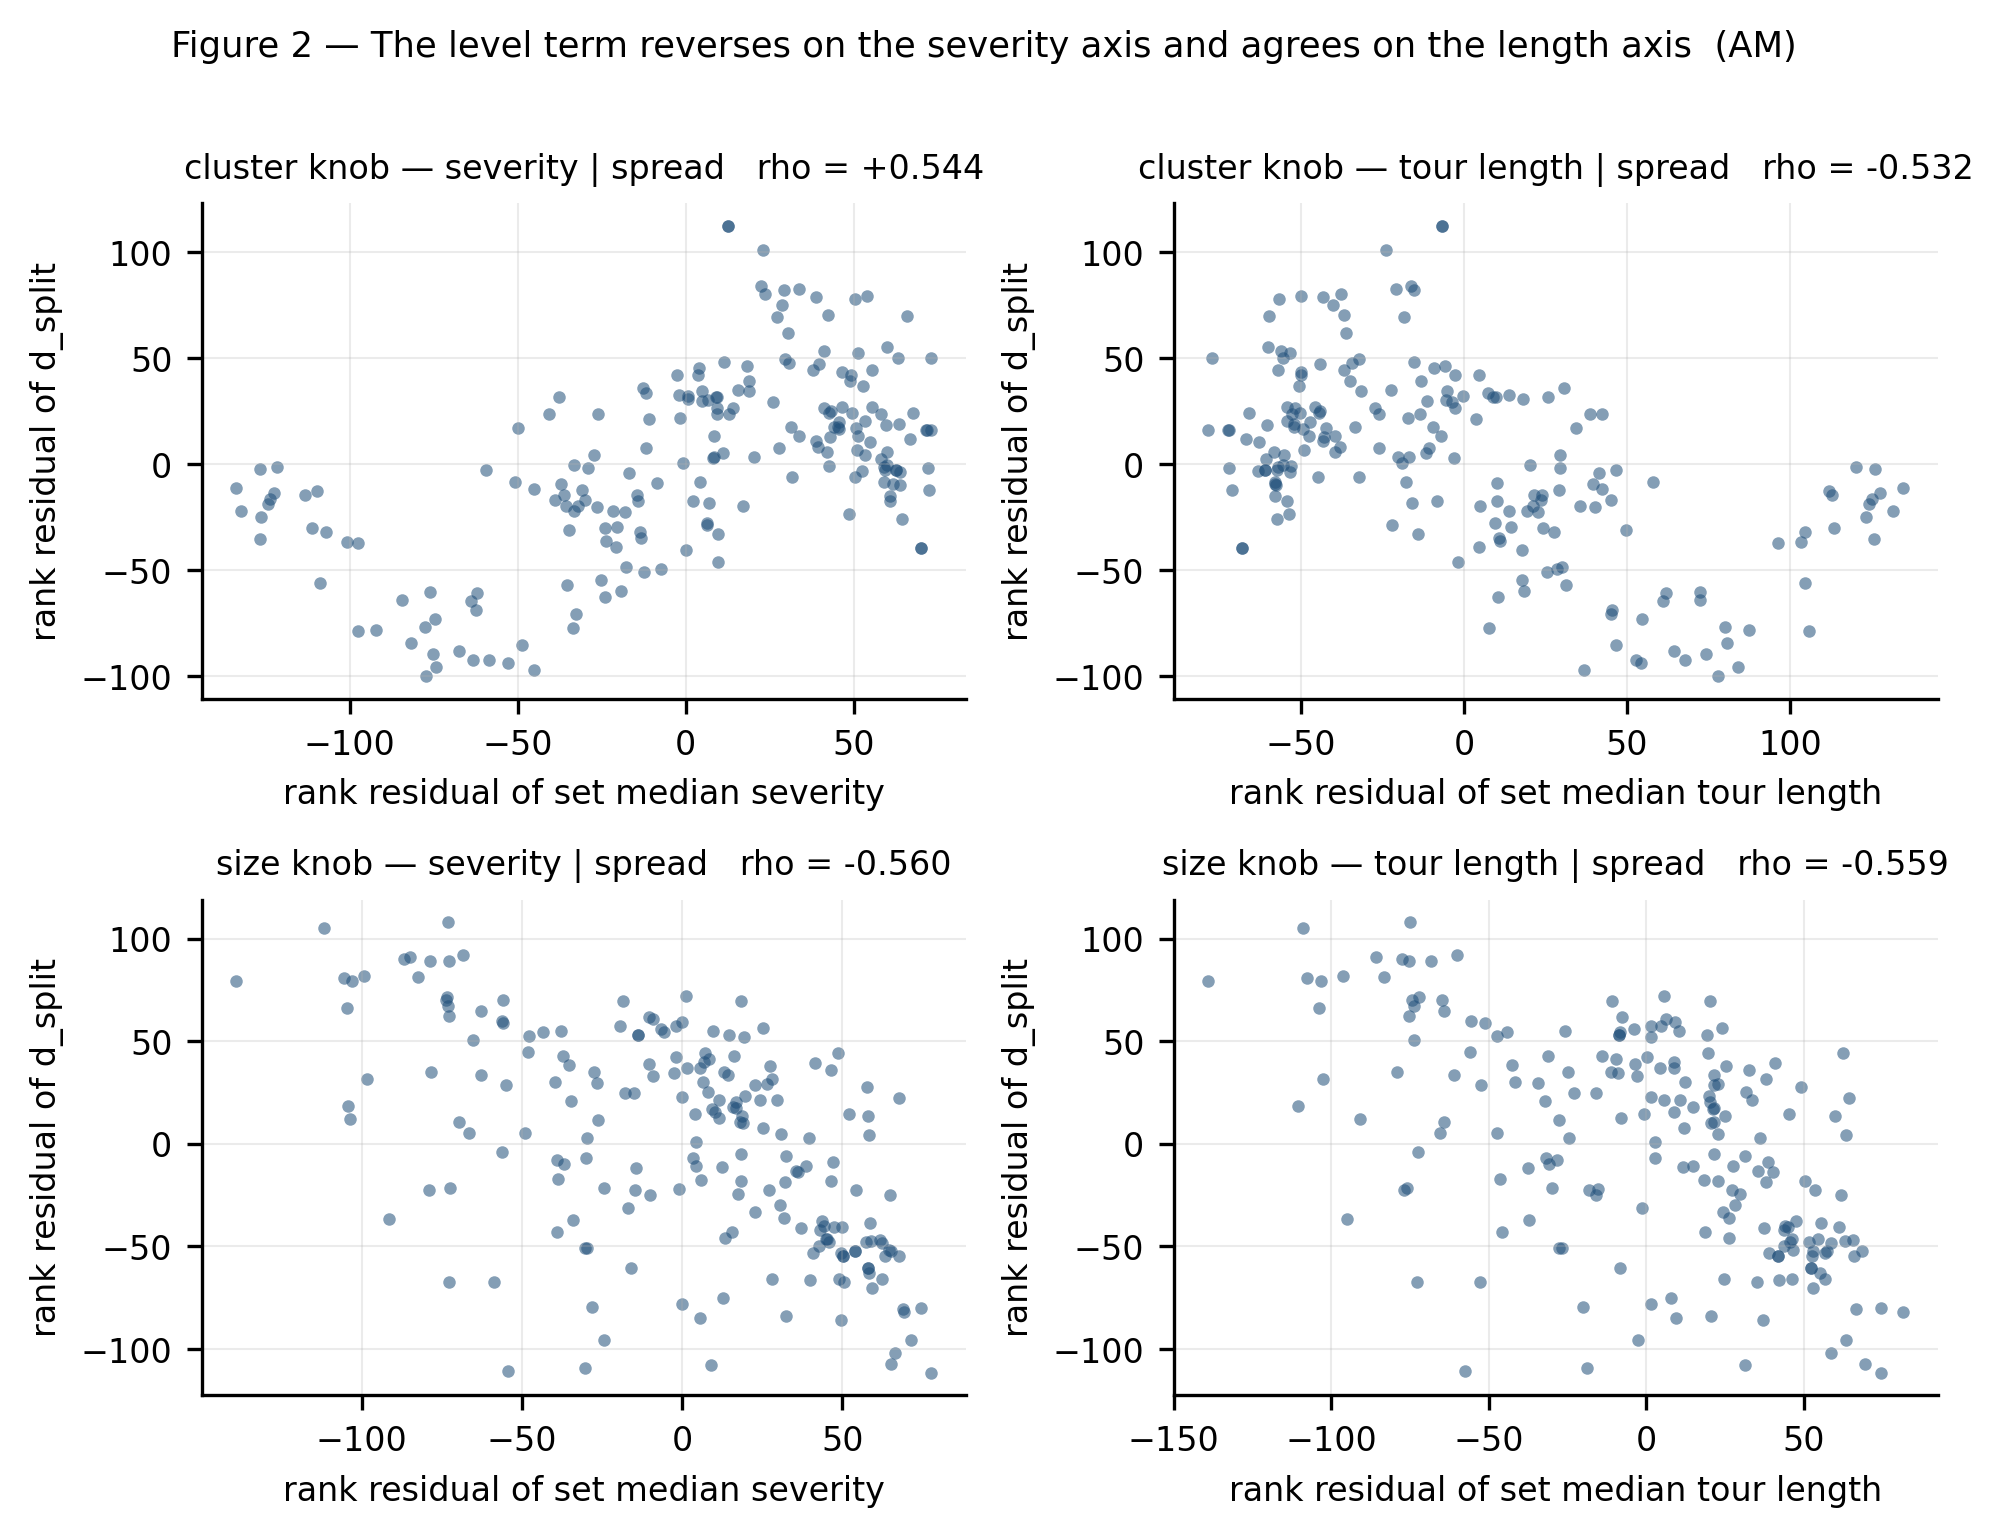 Figure 2 — The level term reverses on the severity axis and agrees on the length axis (AM)
cluster knob — severity | spread rho = +0.544
rank residual of d_split
100
50
0
−50
−100
−100
−50
0
50
rank residual of set median severity
cluster knob — tour length | spread rho = -0.532
rank residual of d_split
100
50
0
−50
−100
−50
0
50
100
rank residual of set median tour length
size knob — severity | spread rho = -0.560
rank residual of d_split
100
50
0
−50
−100
−100
−50
0
50
rank residual of set median severity
size knob — tour length | spread rho = -0.559
rank residual of d_split
100
50
0
−50
−100
−150
−100
−50
0
50
rank residual of set median tour length